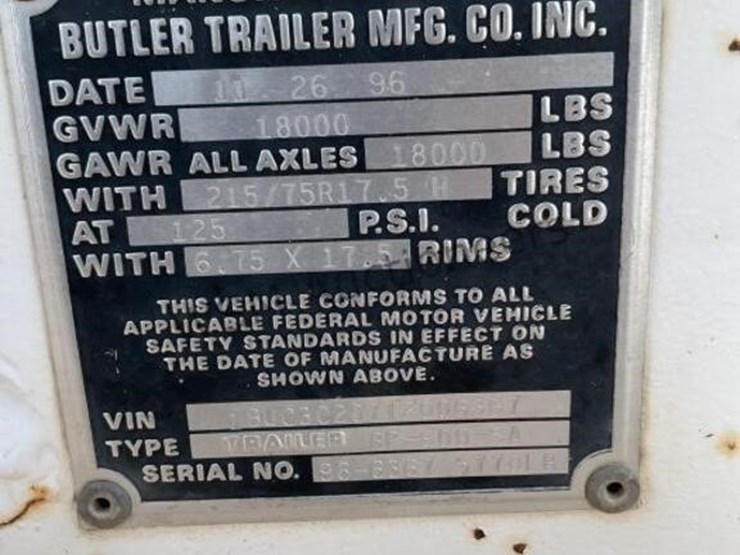 BUTLER TRAILER MFG. CO. INC.
DATE 11 26 96
GVWR 18000 LBS
GAWR ALL AXLES 18000 LBS
WITH 215/75R17.5 H TIRES
AT 125 P.S.I. COLD
WITH 6.75 X 17.5 RIMS
THIS VEHICLE CONFORMS TO ALL
APPLICABLE FEDERAL MOTOR VEHICLE
SAFETY STANDARDS IN EFFECT ON
THE DATE OF MANUFACTURE AS
SHOWN ABOVE.
VIN
TYPE TRAILER
SERIAL NO.